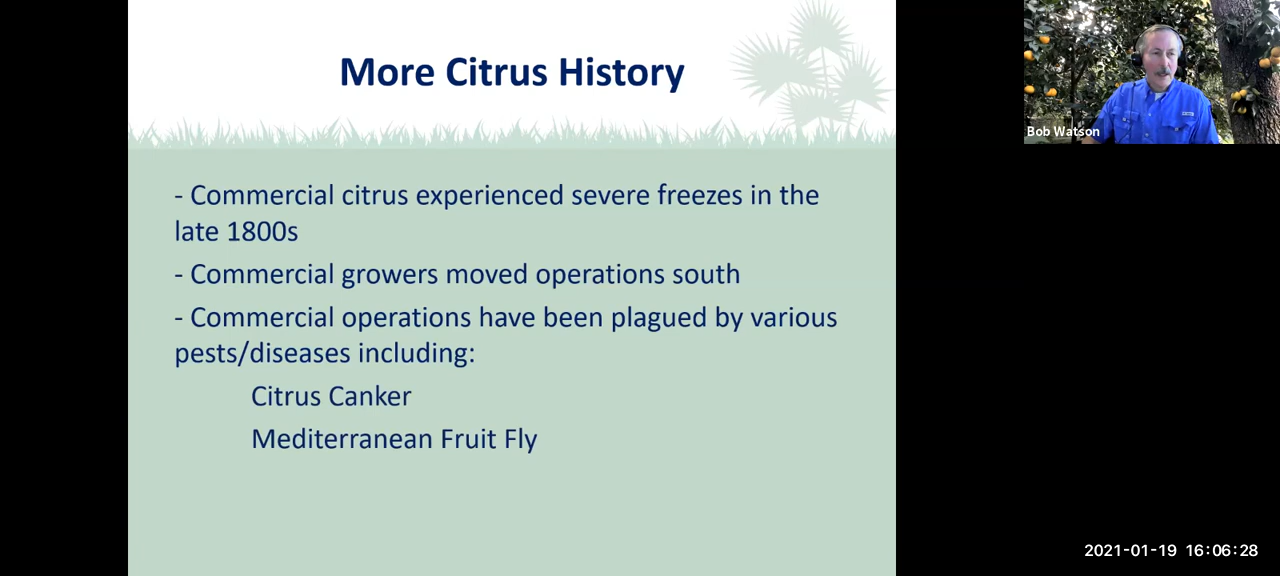 More Citrus History
- Commercial citrus experienced severe freezes in the
late 1800s
- Commercial growers moved operations south
- Commercial operations have been plagued by various
pests/diseases including:
Citrus Canker
Mediterranean Fruit Fly
Bob Watson
2021-01-19 16:06:28